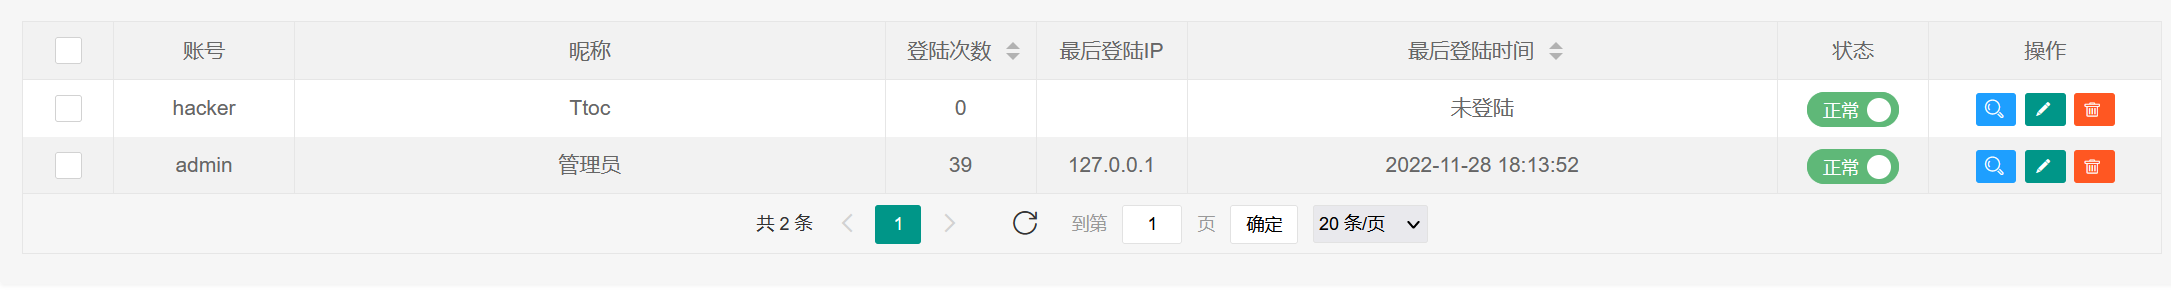 账号 昵称 登陆次数 最后登陆IP 最后登陆时间 状态 操作
hacker Ttoc 0 未登陆 正常
admin 管理员 39 127.0.0.1 2022-11-28 18:13:52 正常
共 2 条 1 到第 1 页 确定 20 条/页